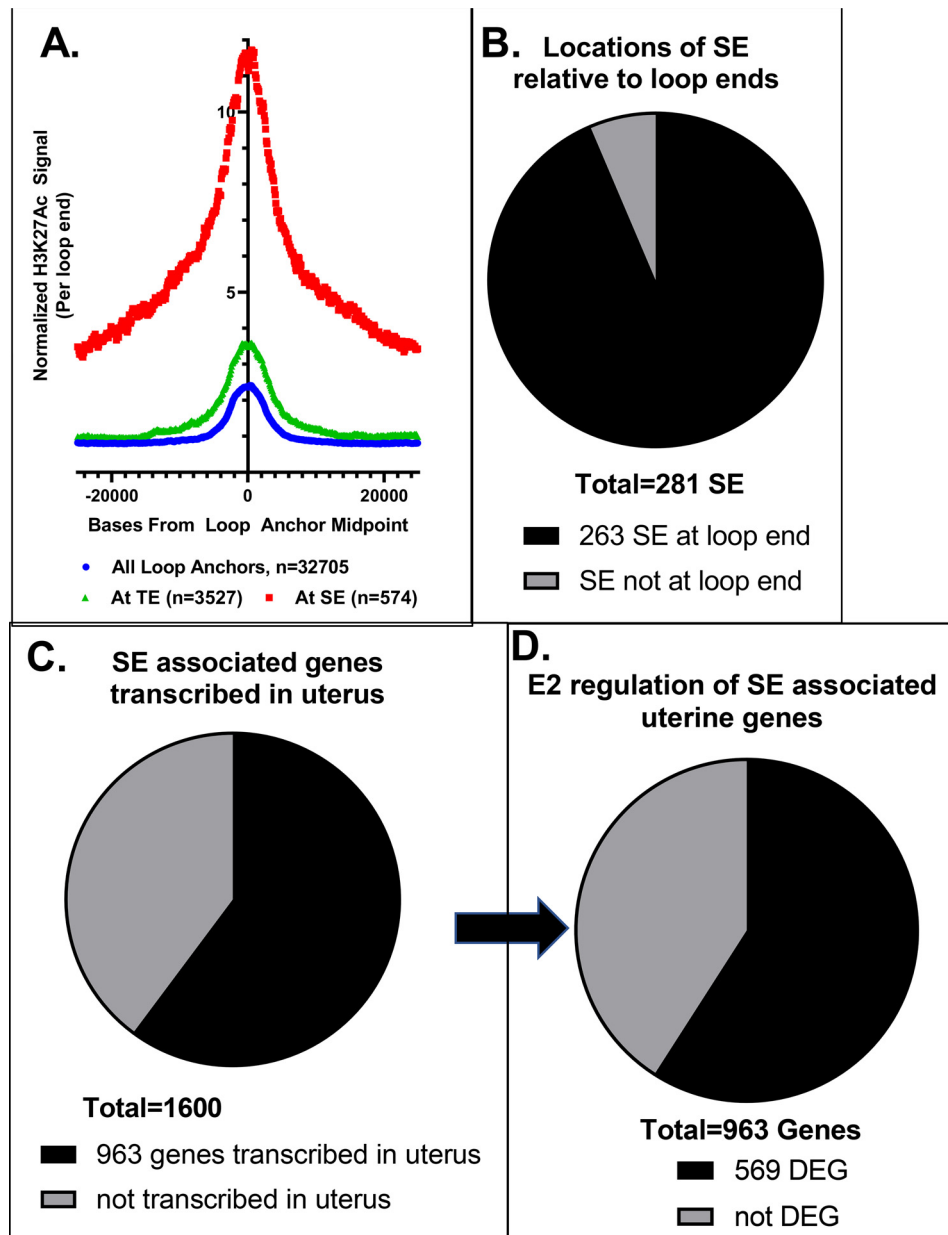 A.
Normalized H3K27Ac Signal
(Per loop end)
10
5
-20000 0 20000
Bases From Loop Anchor Midpoint
All Loop Anchors, n=32705
At TE (n=3527) At SE (n=574)
B.
Locations of SE
relative to loop ends
Total=281 SE
263 SE at loop end
SE not at loop end
C.
SE associated genes
transcribed in uterus
Total=1600
963 genes transcribed in uterus
not transcribed in uterus
D.
E2 regulation of SE associated
uterine genes
Total=963 Genes
569 DEG
not DEG